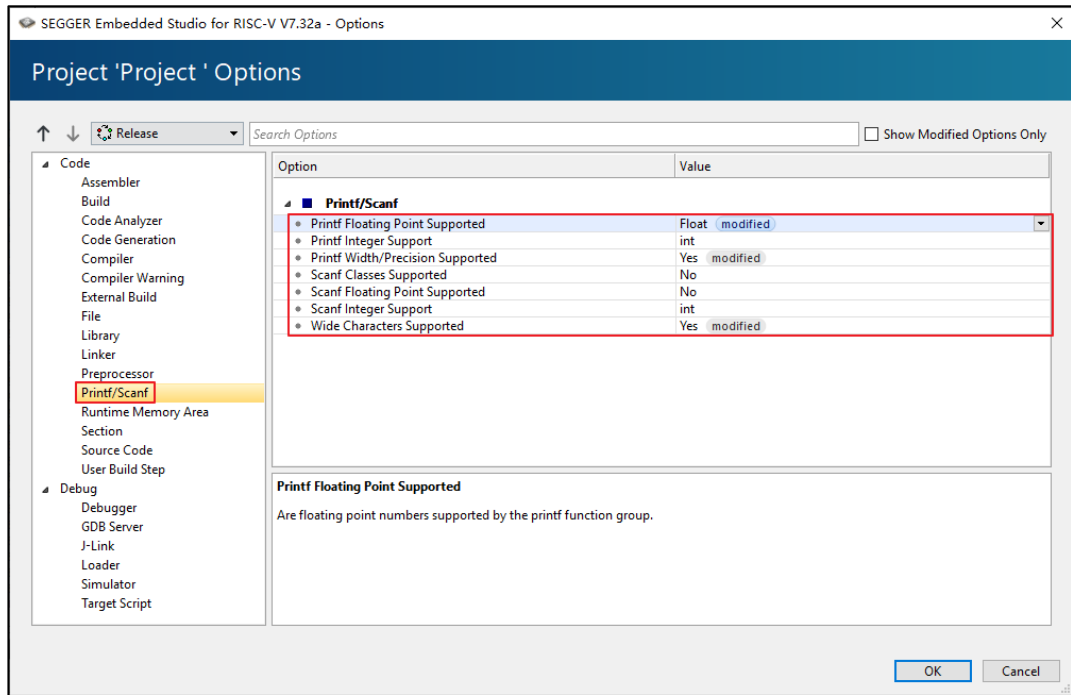 SEGGER Embedded Studio for RISC-V V7.32a - Options
Project 'Project ' Options
Release
Search Options
Show Modified Options Only
Code
Assembler
Build
Code Analyzer
Code Generation
Compiler
Compiler Warning
External Build
File
Library
Linker
Preprocessor
Printf/Scanf
Runtime Memory Area
Section
Source Code
User Build Step
Debug
Debugger
GDB Server
J-Link
Loader
Simulator
Target Script
Option Value
Printf/Scanf
Printf Floating Point Supported Float modified
Printf Integer Support int
Printf Width/Precision Supported Yes modified
Scanf Classes Supported No
Scanf Floating Point Supported No
Scanf Integer Support int
Wide Characters Supported Yes modified
Printf Floating Point Supported
Are floating point numbers supported by the printf function group.
OK Cancel